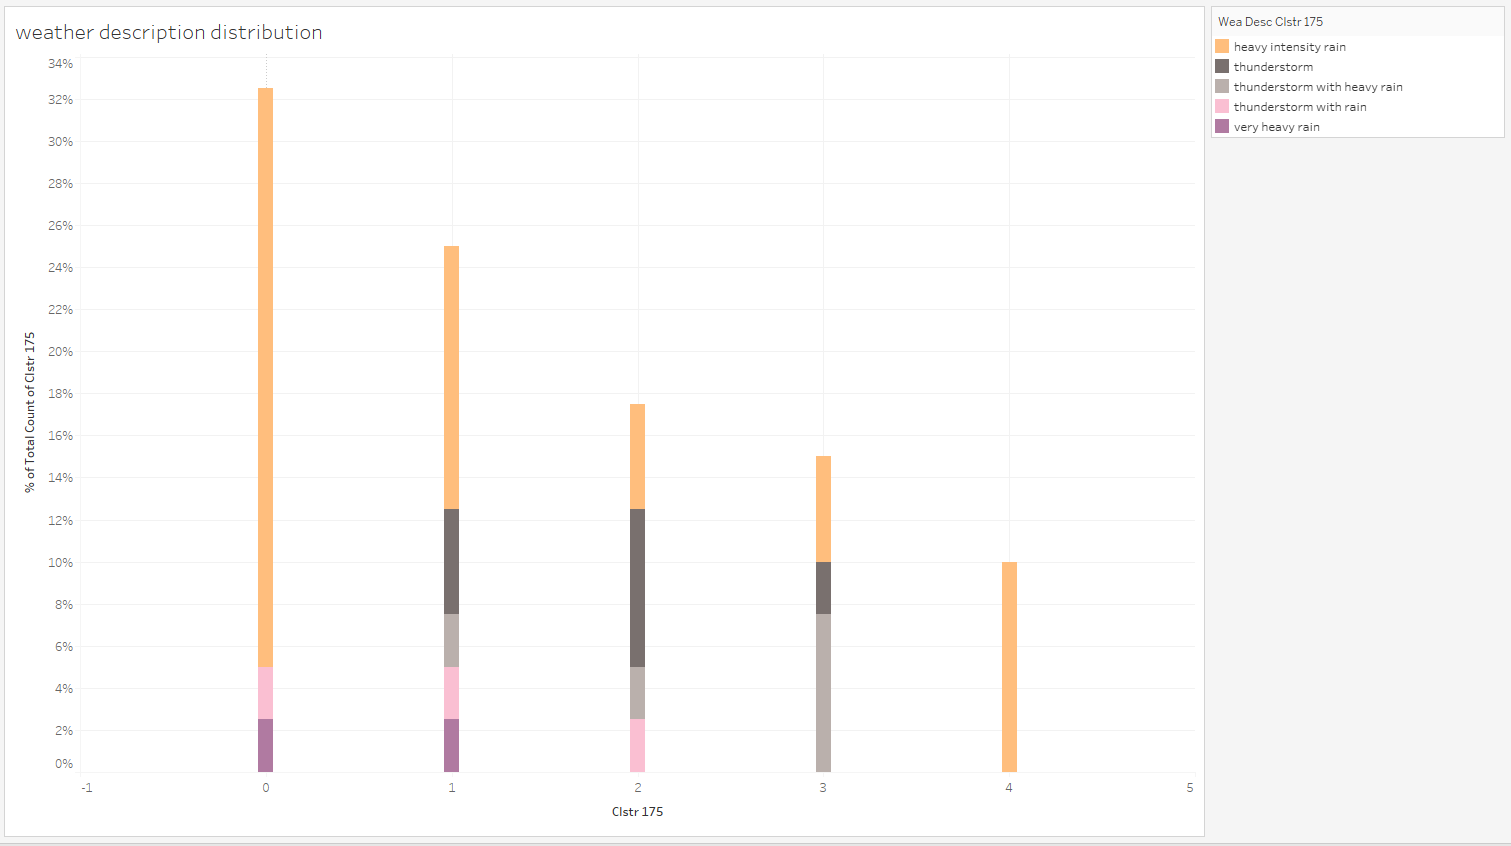 weather description distribution
34%
32%
30%
28%
26%
24%
22%
20%
18%
16%
14%
12%
10%
8%
6%
4%
2%
0%
% of Total Count of Clstr 175
-1 0 1 2 3 4 5
Clstr 175
Wea Desc Clstr 175
heavy intensity rain
thunderstorm
thunderstorm with heavy rain
thunderstorm with rain
very heavy rain